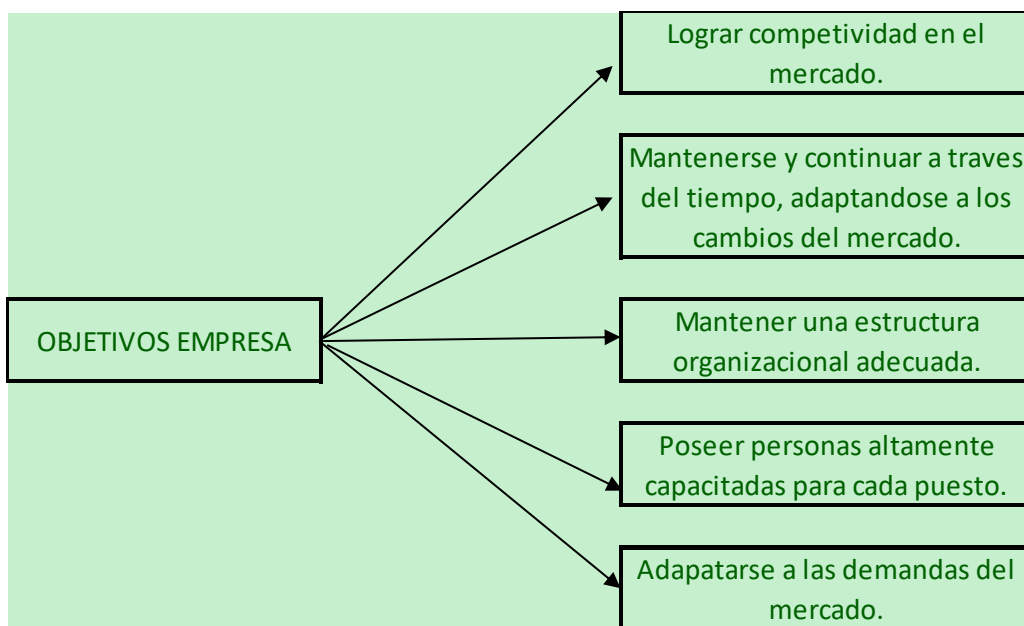 Lograr competividad en el
mercado.
Mantenerse y continuar a traves
del tiempo, adaptandose a los
cambios del mercado.
OBJETIVOS EMPRESA
Mantener una estructura
organizacional adecuada.
Poseer personas altamente
capacitadas para cada puesto.
Adapatarse a las demandas del
mercado.